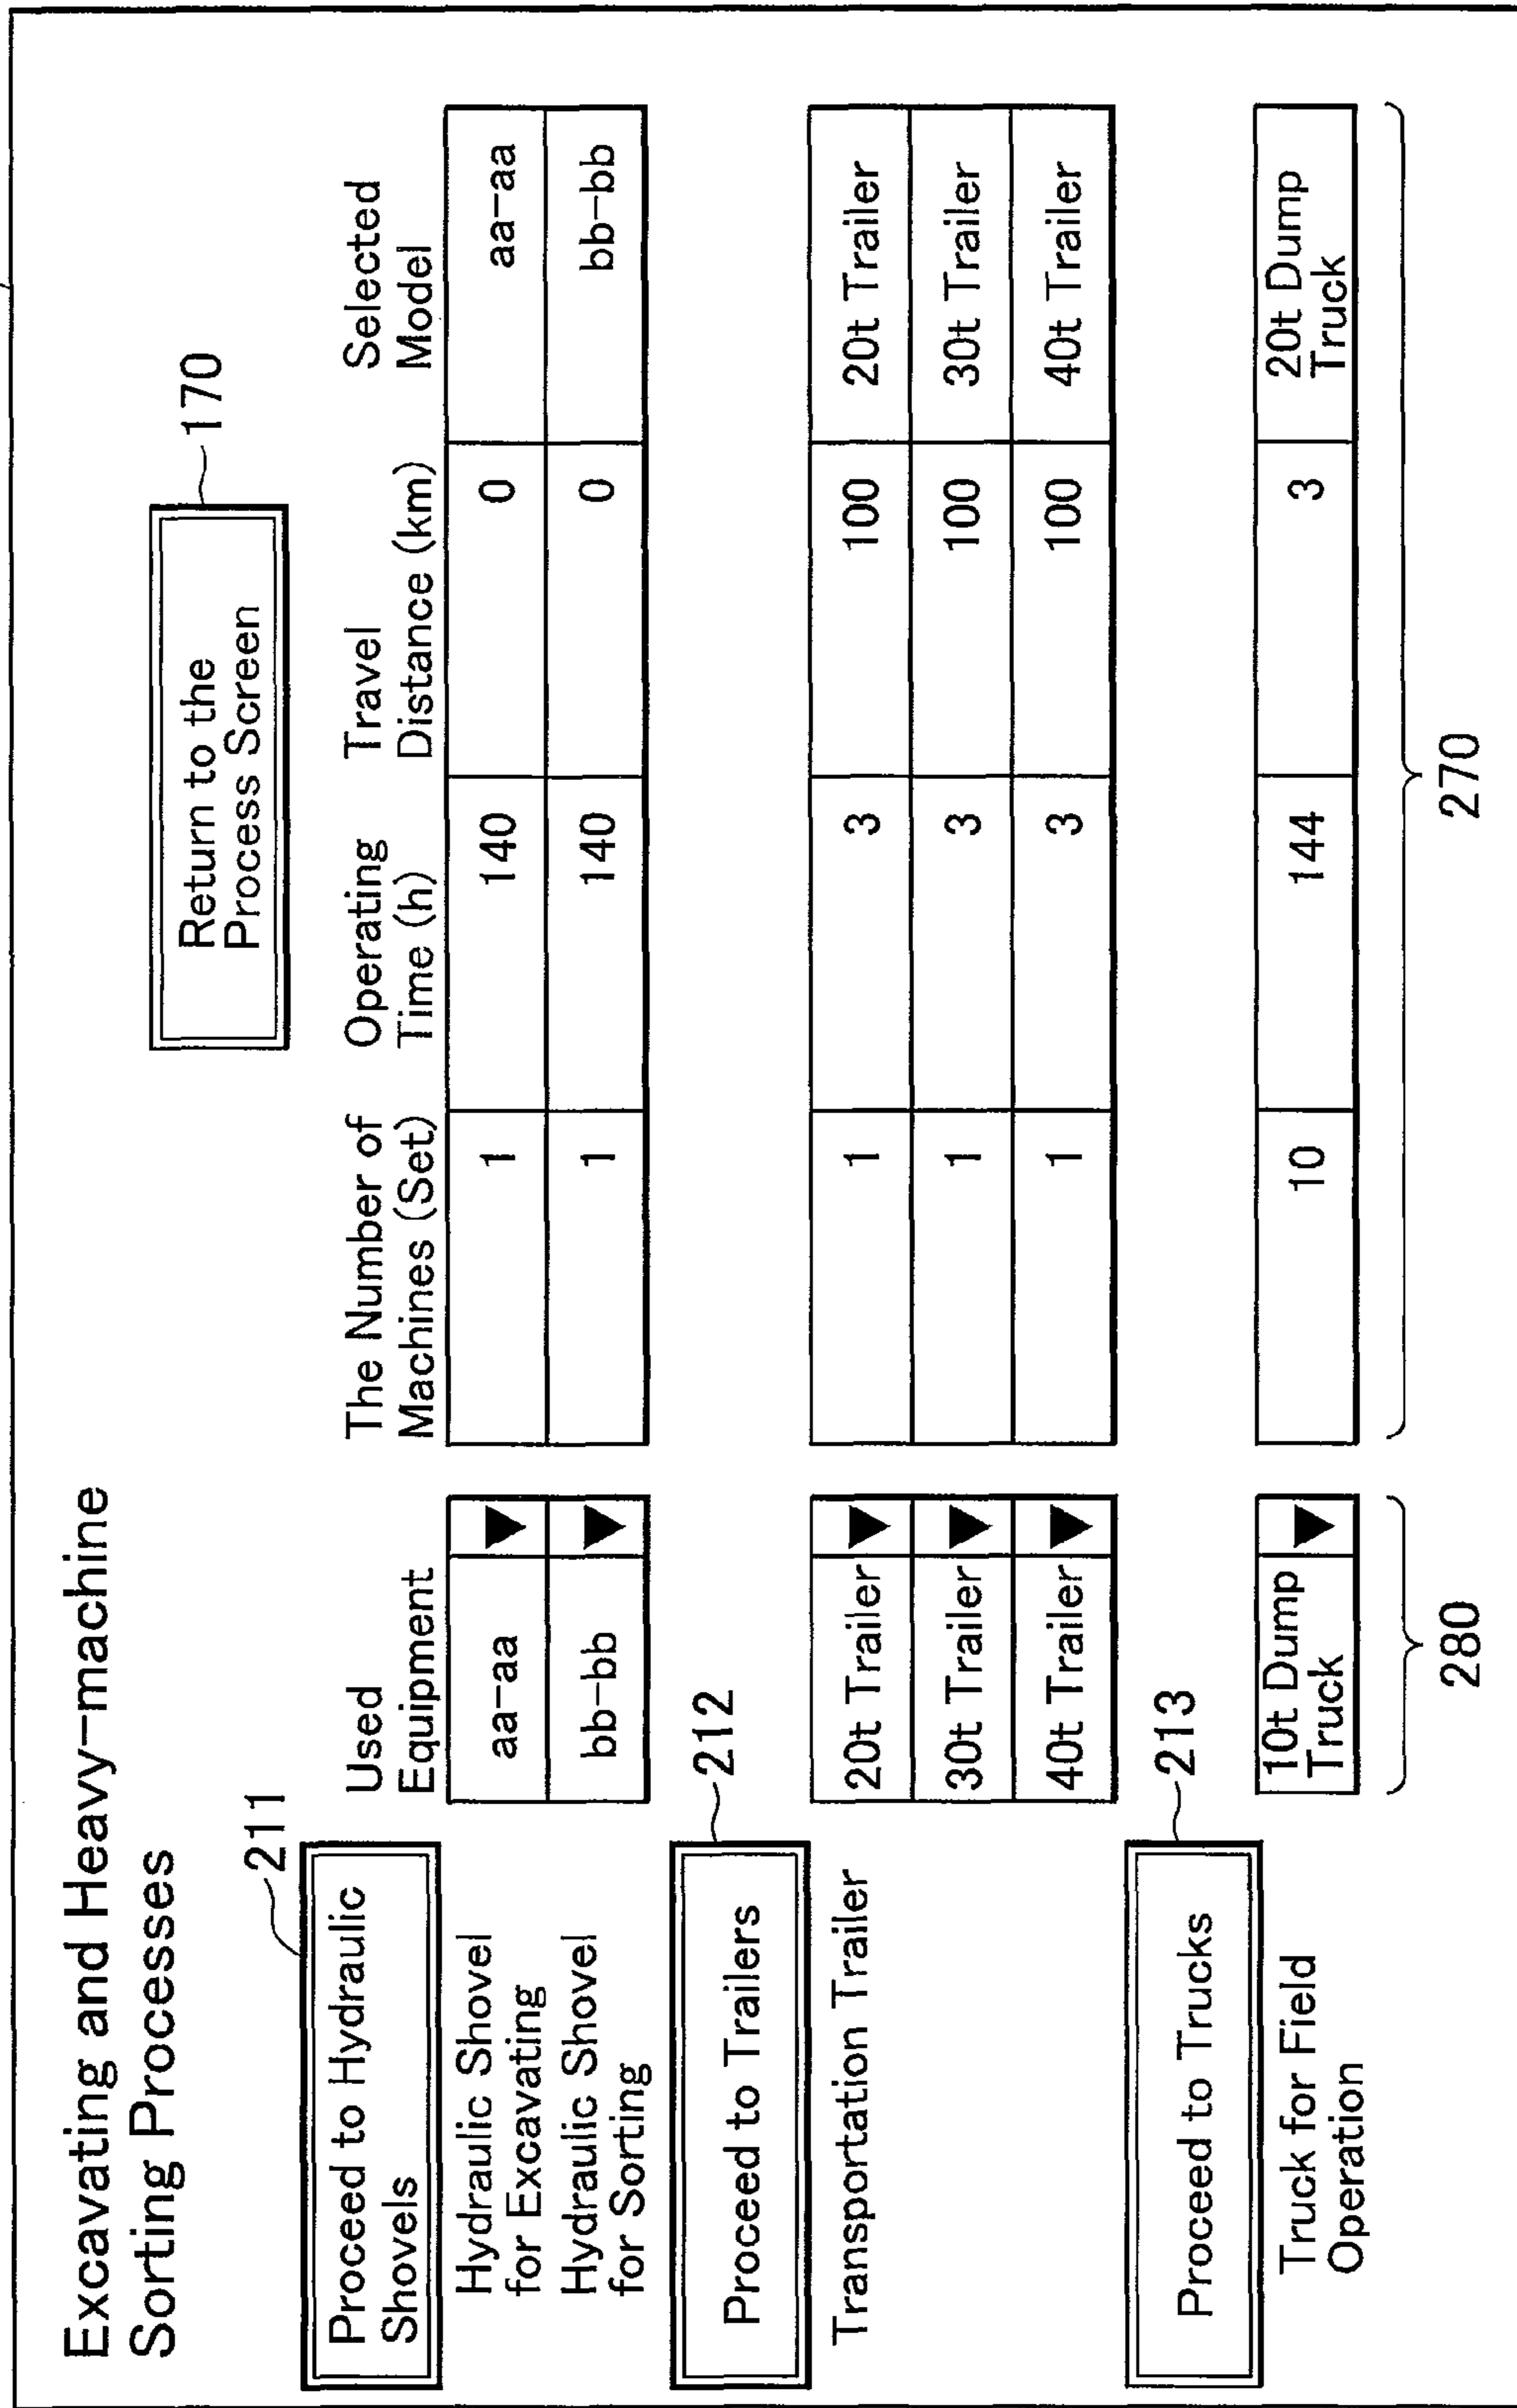 Excavating and Heavy-machine
Sorting Processes
Return to the
Process Screen
170
211
Proceed to Hydraulic
Shovels
Used
Equipment
The Number of
Machines (Set)
Operating
Time (h)
Travel
Distance (km)
Selected
Model
Hydraulic Shovel
for Excavating
aa-aa ▼ 1 140 0 aa-aa
Hydraulic Shovel
for Sorting
bb-bb ▼ 1 140 0 bb-bb
Proceed to Trailers
212
Transportation Trailer
20t Trailer ▼ 1 3 100 20t Trailer
30t Trailer ▼ 1 3 100 30t Trailer
40t Trailer ▼ 1 3 100 40t Trailer
Proceed to Trucks
213
Truck for Field
Operation
10t Dump
Truck
▼ 10 144 3
20t Dump
Truck
280
270